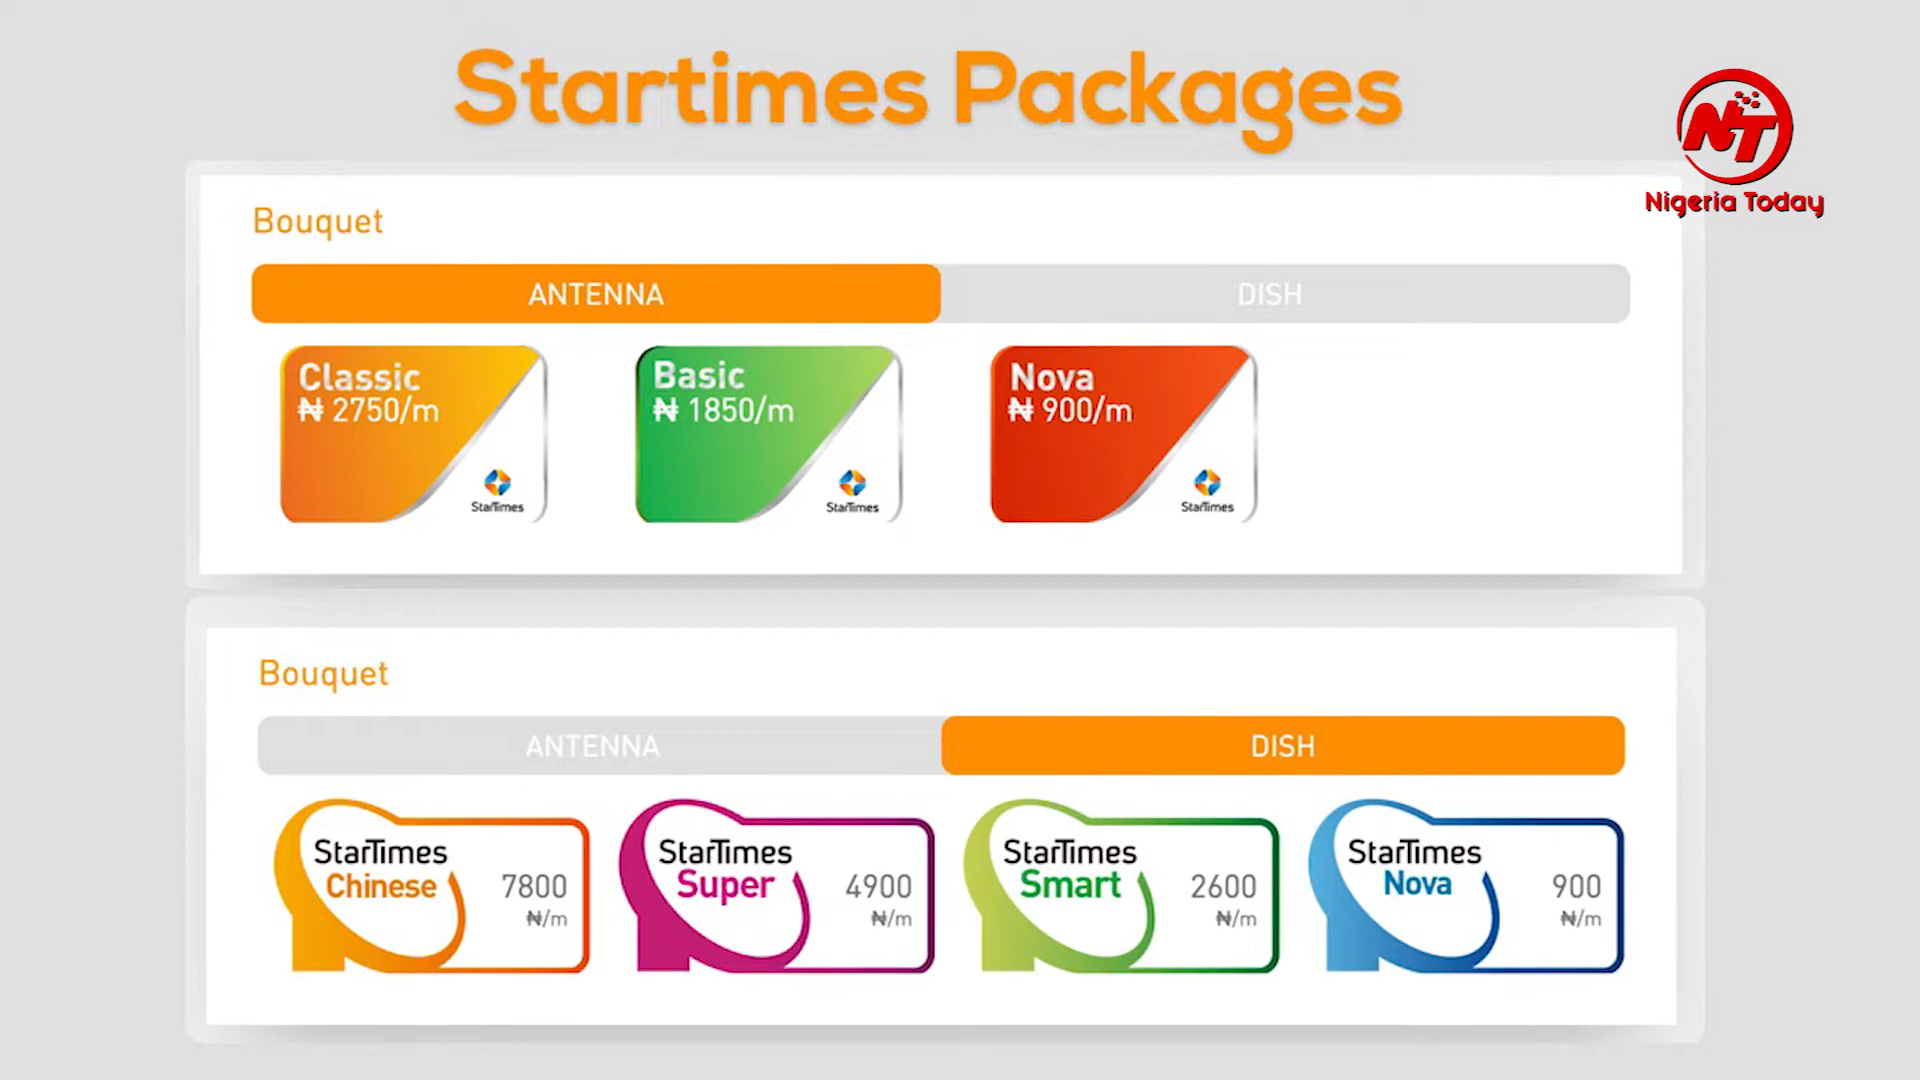 Startimes Packages
NT
Nigeria Today
Bouquet
ANTENNA
DISH
Classic
₦ 2750/m
StarTimes
Basic
₦ 1850/m
StarTimes
Nova
₦ 900/m
StarTimes
Bouquet
ANTENNA
DISH
StarTimes
Chinese
7800
₦/m
StarTimes
Super
4900
₦/m
StarTimes
Smart
2600
₦/m
StarTimes
Nova
900
₦/m